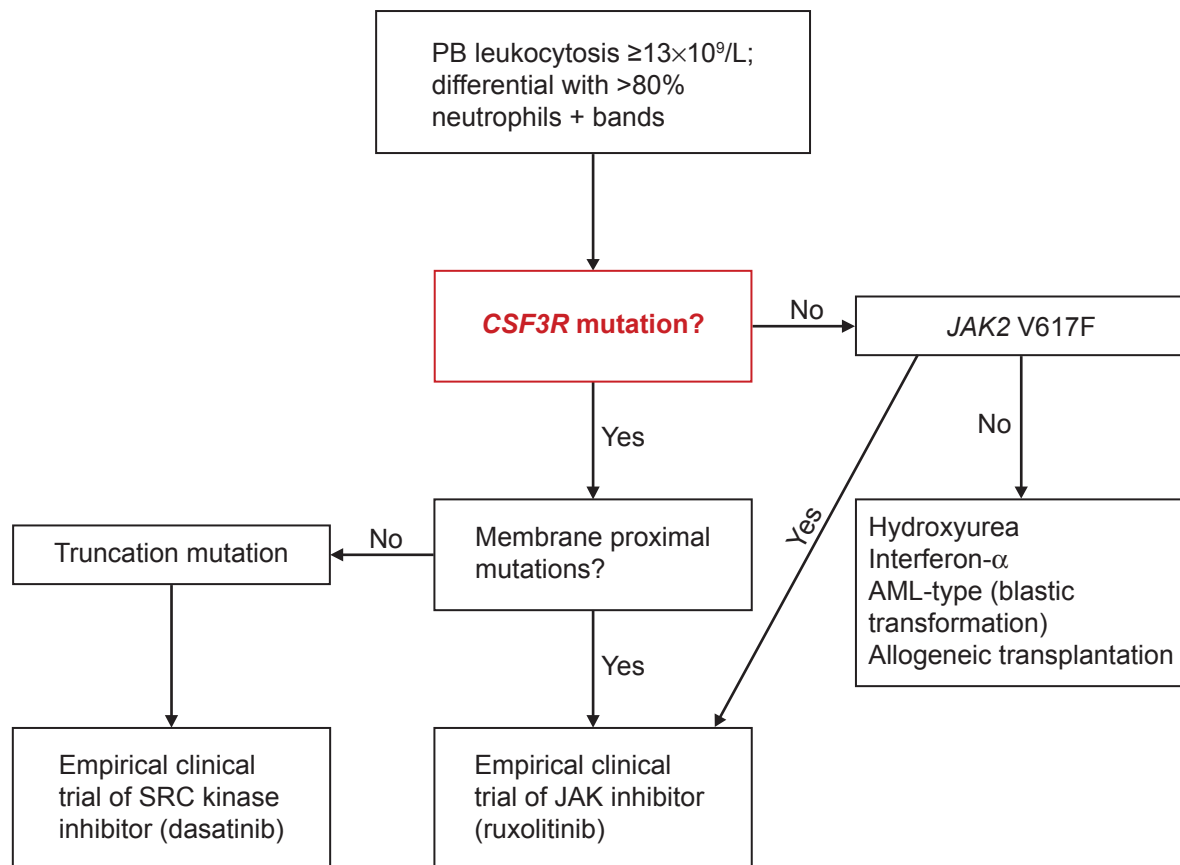 PB leukocytosis ≥13×10⁹/L;
differential with >80%
neutrophils + bands
CSF3R mutation?
No
JAK2 V617F
Yes
No
Yes
Truncation mutation
No
Membrane proximal
mutations?
Hydroxyurea
Interferon-α
AML-type (blastic
transformation)
Allogeneic transplantation
Yes
Empirical clinical
trial of SRC kinase
inhibitor (dasatinib)
Empirical clinical
trial of JAK inhibitor
(ruxolitinib)